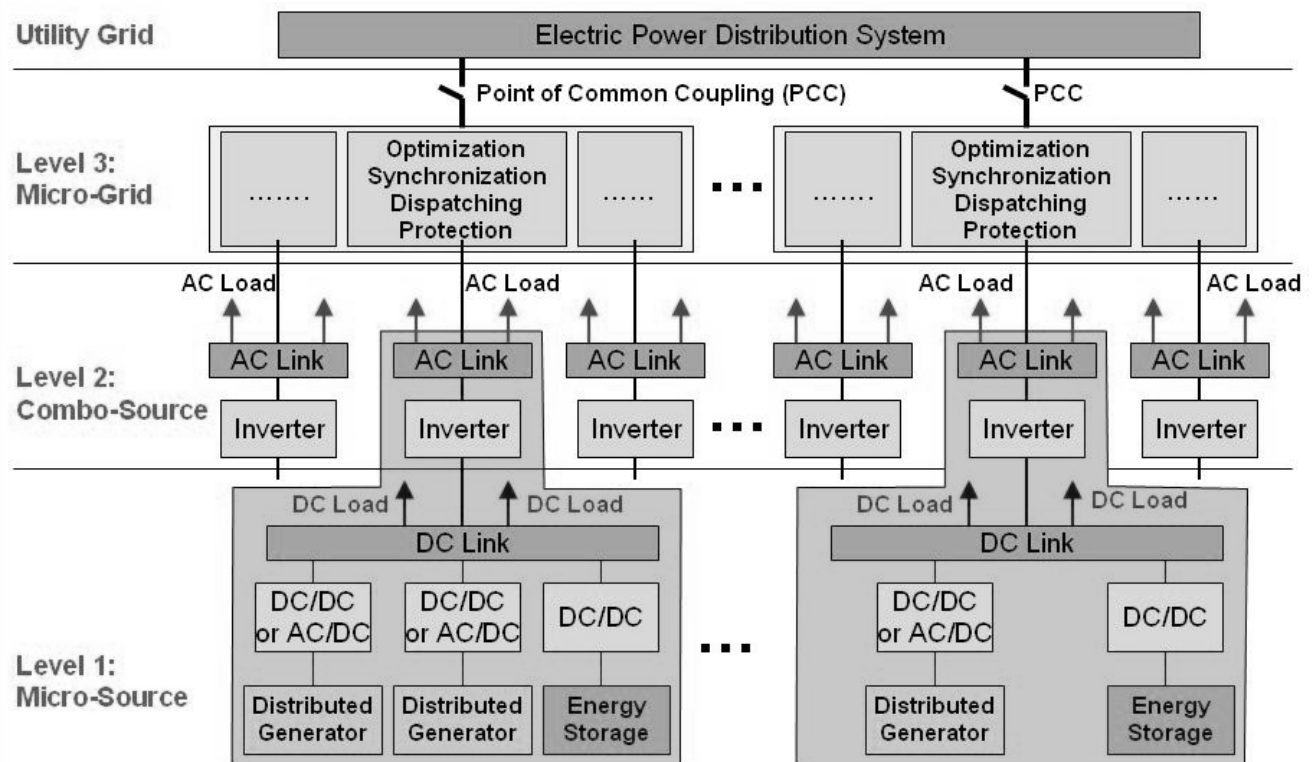 Utility Grid
Electric Power Distribution System
Point of Common Coupling (PCC)
PCC
Level 3:
Micro-Grid
.......
Optimization
Synchronization
Dispatching
Protection
......
...
.......
Optimization
Synchronization
Dispatching
Protection
......
AC Load
AC Load
AC Load
AC Load
Level 2:
Combo-Source
AC Link
AC Link
AC Link
AC Link
AC Link
AC Link
Inverter
Inverter
Inverter
...
Inverter
Inverter
Inverter
DC Load
DC Load
DC Load
DC Load
DC Link
DC Link
Level 1:
Micro-Source
DC/DC
or AC/DC
DC/DC
or AC/DC
DC/DC
...
DC/DC
or AC/DC
DC/DC
Distributed
Generator
Distributed
Generator
Energy
Storage
Distributed
Generator
Energy
Storage